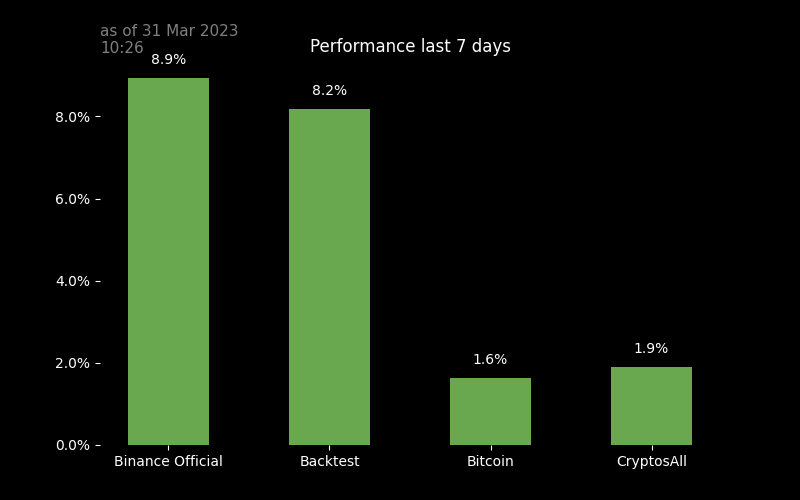 as of 31 Mar 2023
10:26
Performance last 7 days
8.9%
8.2%
1.6%
1.9%
8.0%
6.0%
4.0%
2.0%
0.0%
Binance Official
Backtest
Bitcoin
CryptosAll